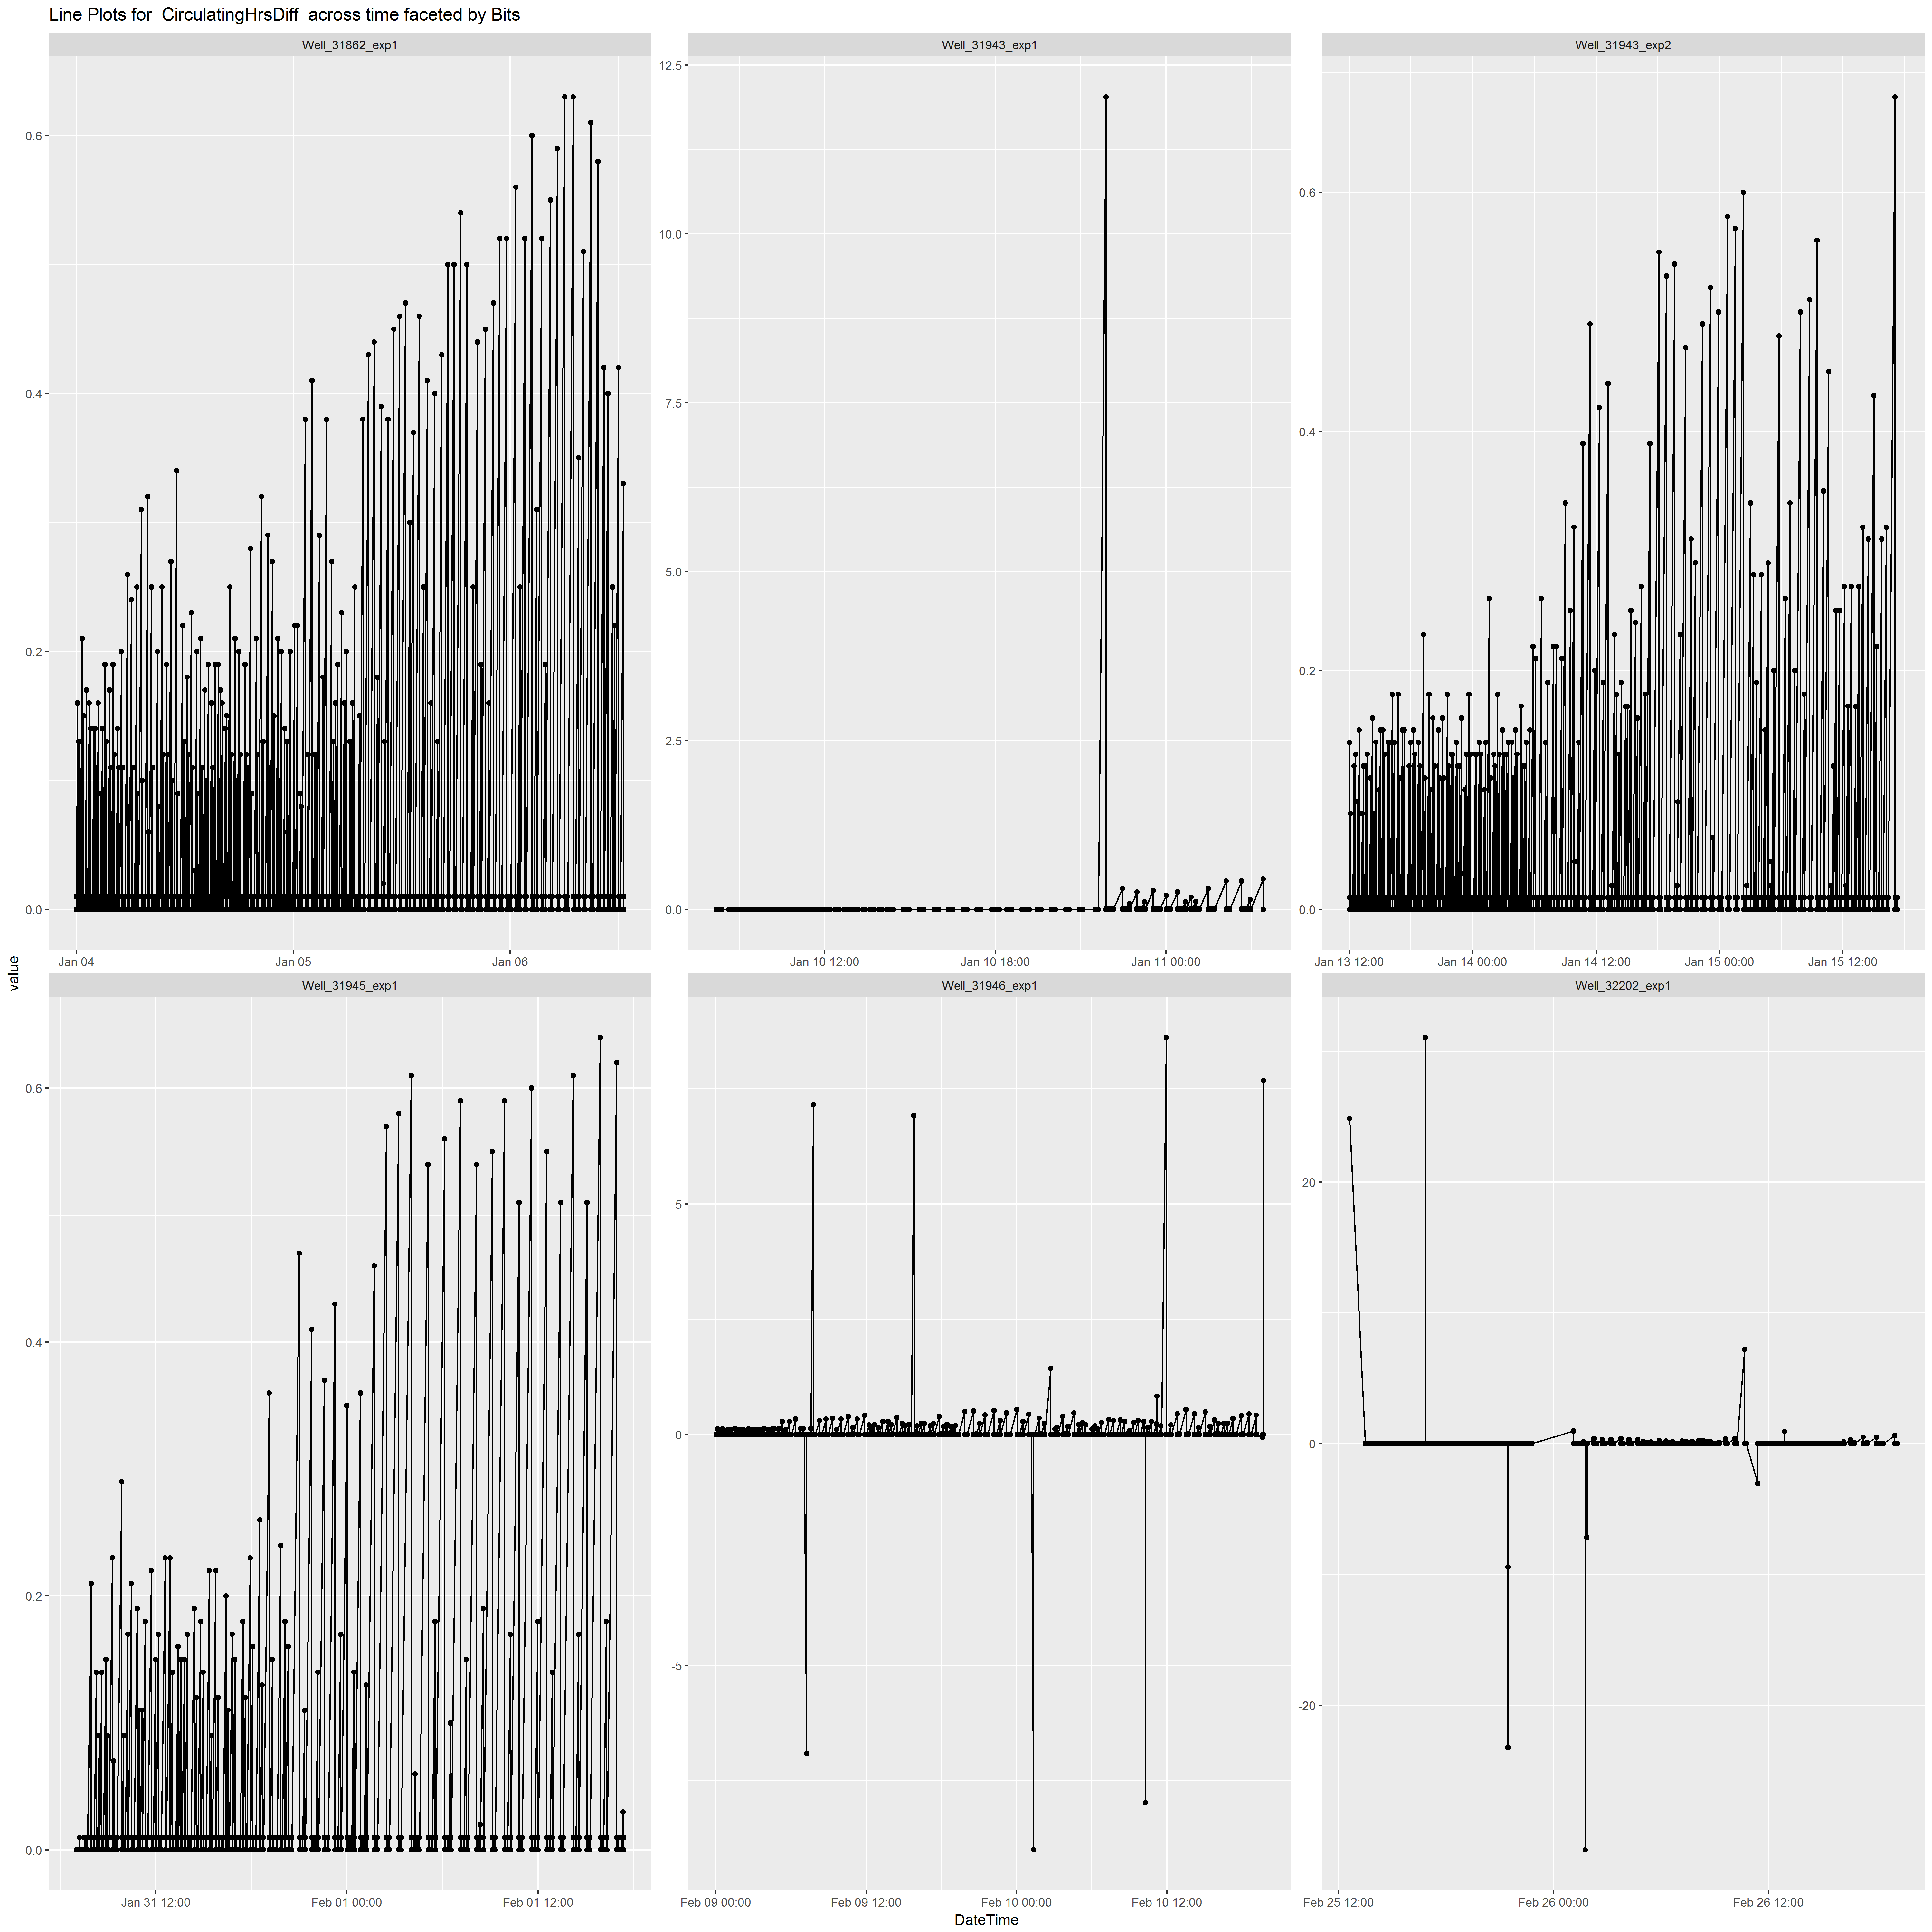 Line Plots for  CirculatingHrsDiff  across time faceted by Bits
Well_31862_exp1
Well_31943_exp1
Well_31943_exp2
0.6
0.4
0.2
0.0
Jan 04 Jan 05 Jan 06
12.5
10.0
7.5
5.0
2.5
0.0
Jan 10 12:00 Jan 10 18:00 Jan 11 00:00
0.6
0.4
0.2
0.0
Jan 13 12:00 Jan 14 00:00 Jan 14 12:00 Jan 15 00:00 Jan 15 12:00
value
Well_31945_exp1
Well_31946_exp1
Well_32202_exp1
0.6
0.4
0.2
0.0
Jan 31 12:00 Feb 01 00:00 Feb 01 12:00
5
0
-5
Feb 09 00:00 Feb 09 12:00 Feb 10 00:00 Feb 10 12:00
20
0
-20
Feb 25 12:00 Feb 26 00:00 Feb 26 12:00
DateTime